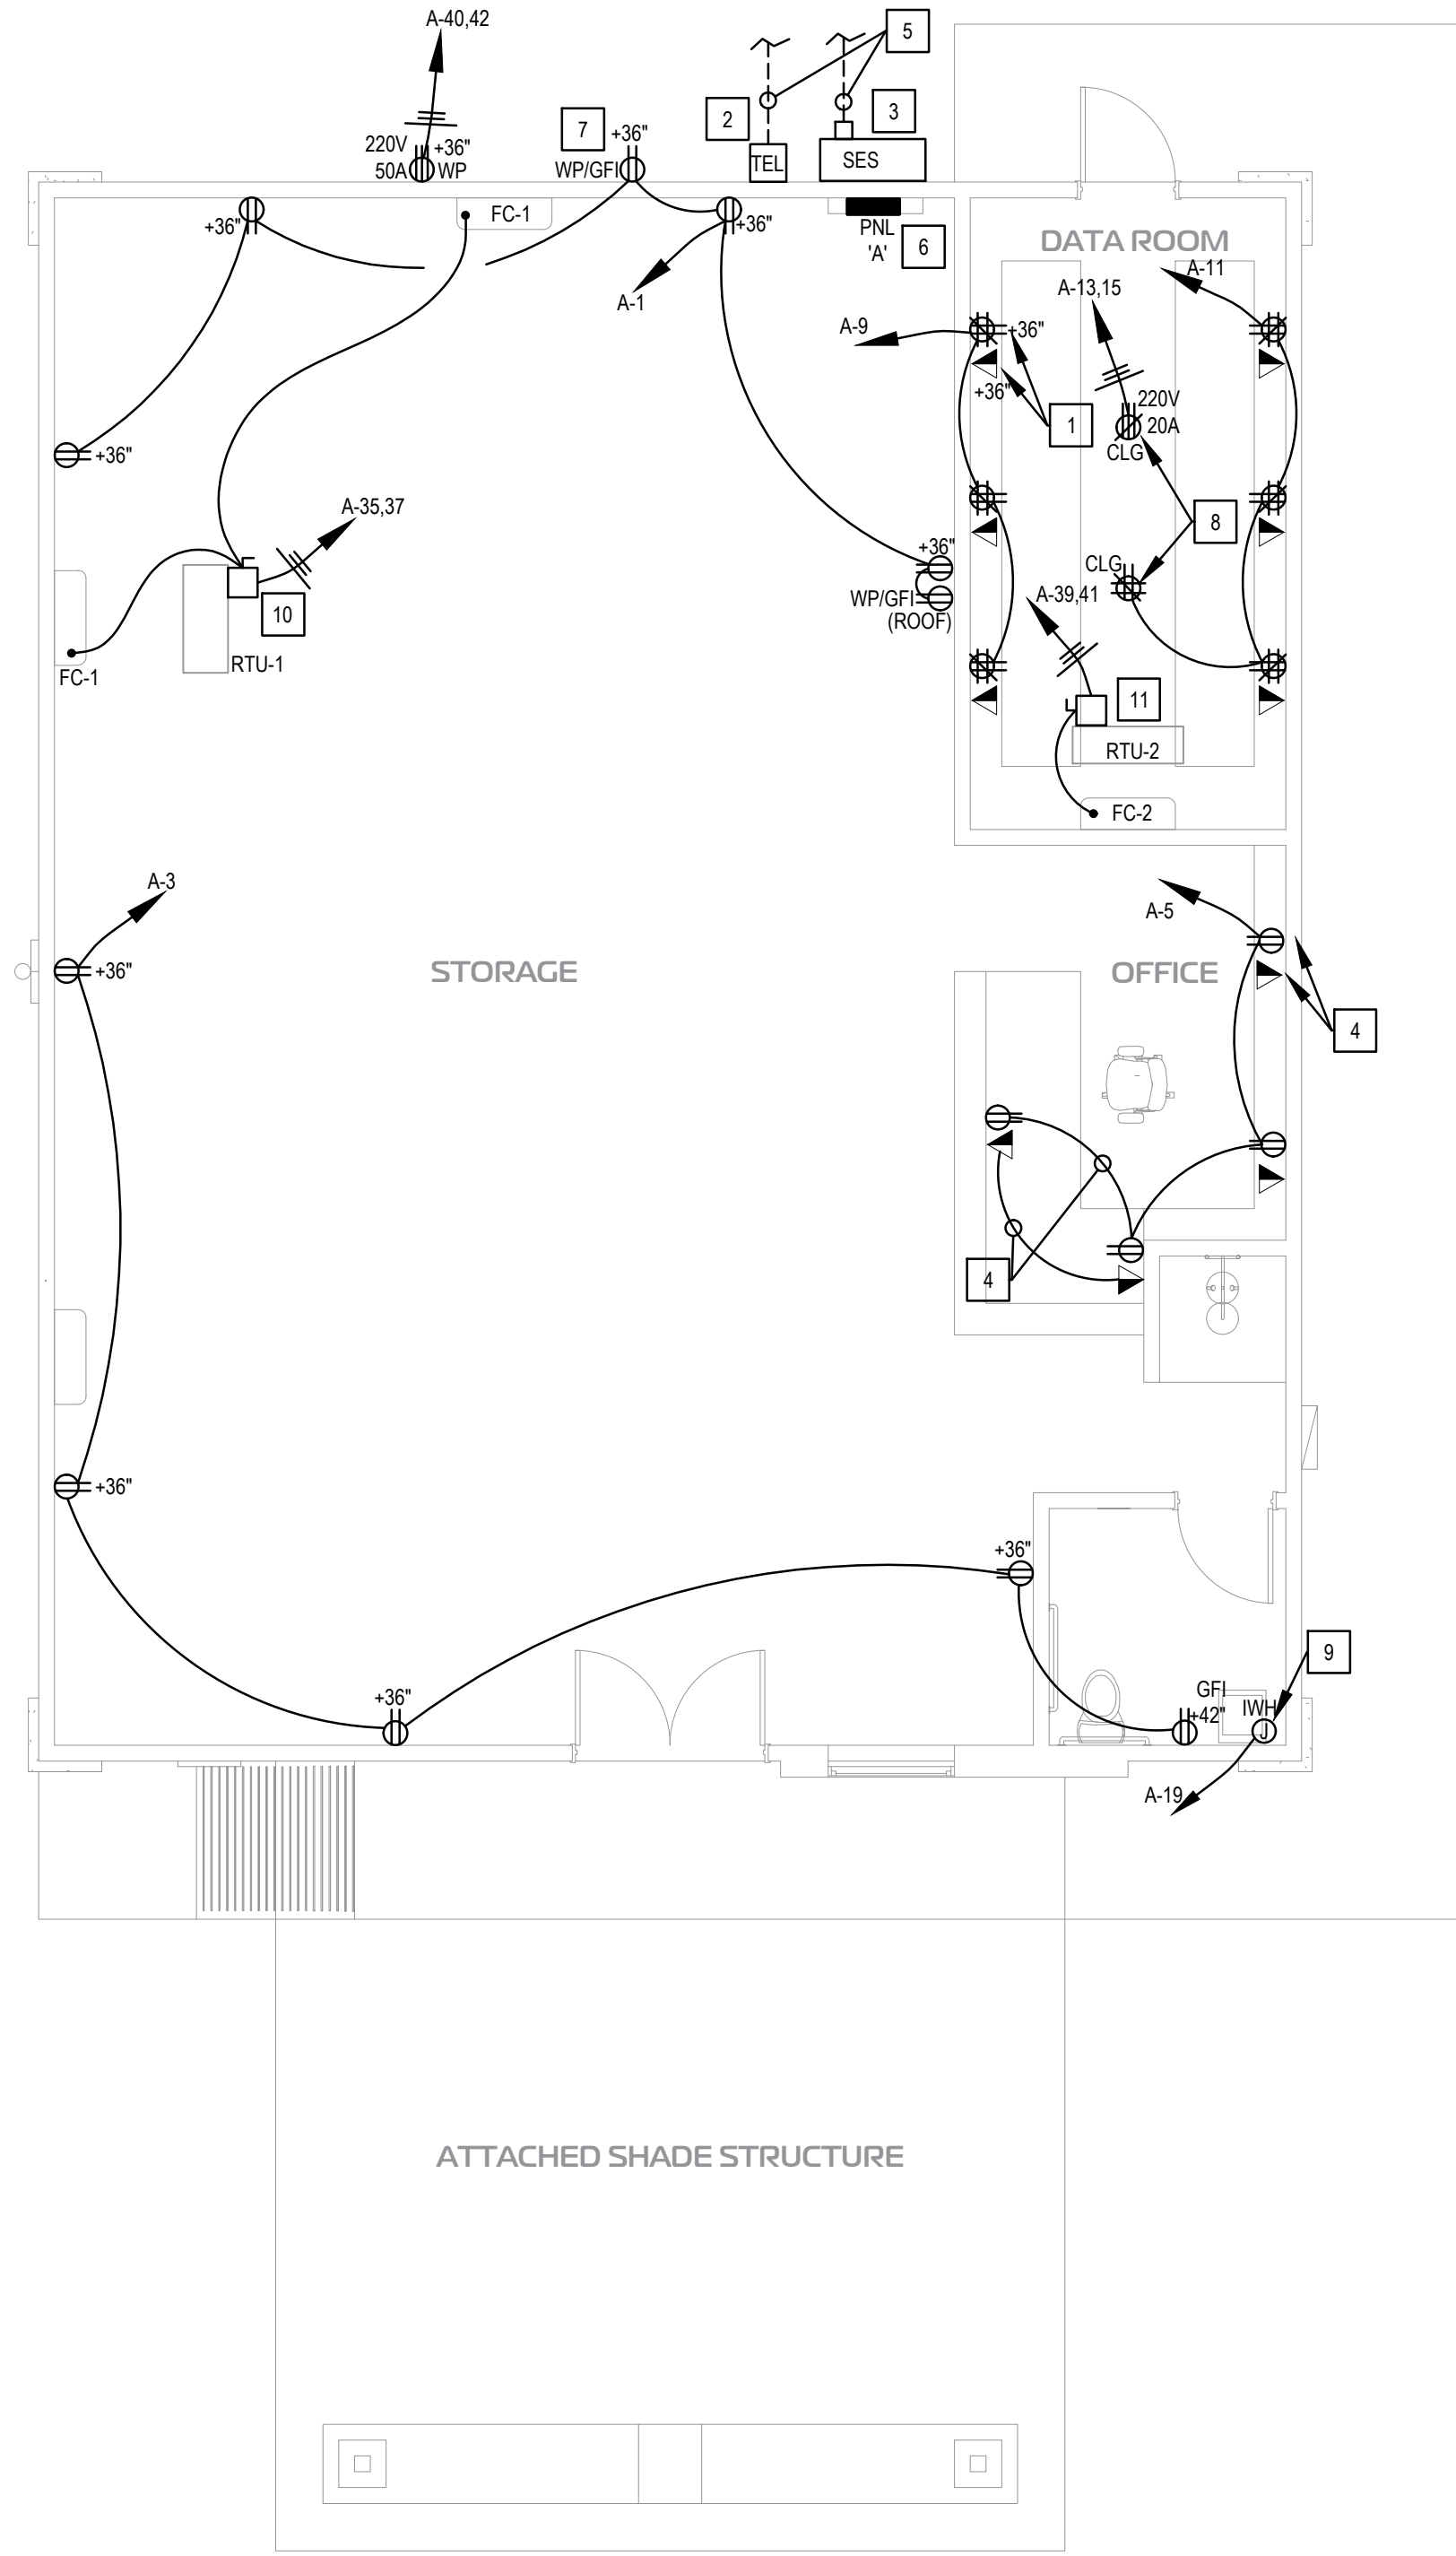 A-40,42
5
2
3
7
+36"
220V
+36"
50A
WP
WP/GFI
TEL
SES
+36"
FC-1
+36"
PNL
'A'
6
DATA ROOM
A-11
A-13,15
A-1
A-9
+36"
+36"
1
220V
20A
CLG
+36"
A-35,37
8
+36"
CLG
WP/GFI
(ROOF)
A-39,41
10
RTU-1
FC-1
11
RTU-2
FC-2
A-3
A-5
+36"
STORAGE
OFFICE
4
4
+36"
+36"
9
+36"
GFI
+42"
IWH
J
A-19
ATTACHED SHADE STRUCTURE